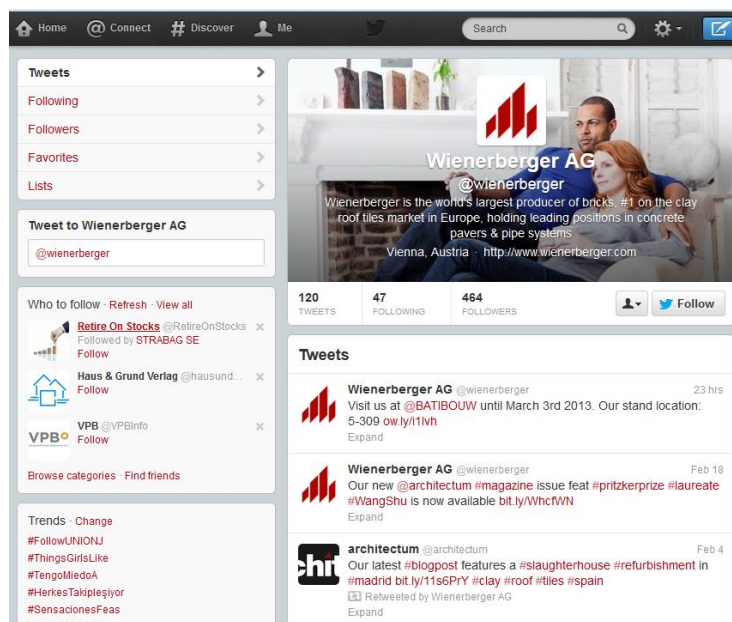 Home
Connect
Discover
Me
Search
Tweets
Following
Followers
Favorites
Lists
Tweet to Wienerberger AG
@wienerberger
Who to follow · Refresh · View all
Retire On Stocks @RetireOnStocks
Followed by STRABAG SE
Follow
Haus & Grund Verlag @hausund...
Follow
VPB @VPBInfo
Follow
VPB
Browse categories · Find friends
Trends · Change
#FollowUNIONJ
#ThingsGirlsLike
#TengoMiedoA
#HerkesTakipleşiyor
#SensacionesFeas
Wienerberger AG
@wienerberger
Wienerberger is the world's largest producer of bricks, #1 on the clay
roof tiles market in Europe, holding leading positions in concrete
pavers & pipe systems
Vienna, Austria · http://www.wienerberger.com
120
TWEETS
47
FOLLOWING
464
FOLLOWERS
Follow
Tweets
Wienerberger AG @wienerberger 23 hrs
Visit us at @BATIBOUW until March 3rd 2013. Our stand location:
5-309 ow.ly/i1lvh
Expand
Wienerberger AG @wienerberger Feb 18
Our new @architectum #magazine issue feat #pritzkerprize #laureate
#WangShu is now available bit.ly/WhcfWN
Expand
chit
architectum @architectum Feb 4
Our latest #blogpost features a #slaughterhouse #refurbishment in
#madrid bit.ly/11s6PrY #clay #roof #tiles #spain
Retweeted by Wienerberger AG
Expand